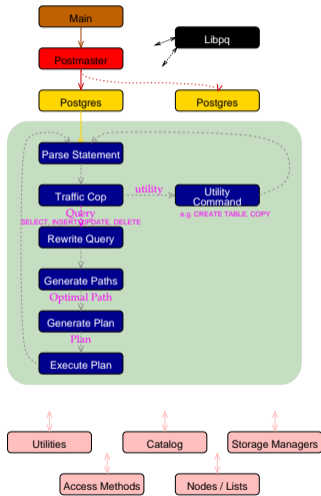 Main
Libpq
Postmaster
Postgres
Postgres
Parse Statement
utility
Traffic Cop
Utility
Command
Query
SELECT, INSERT, UPDATE, DELETE
e.g. CREATE TABLE, COPY
Rewrite Query
Generate Paths
Optimal Path
Generate Plan
Plan
Execute Plan
Utilities
Catalog
Storage Managers
Access Methods
Nodes / Lists